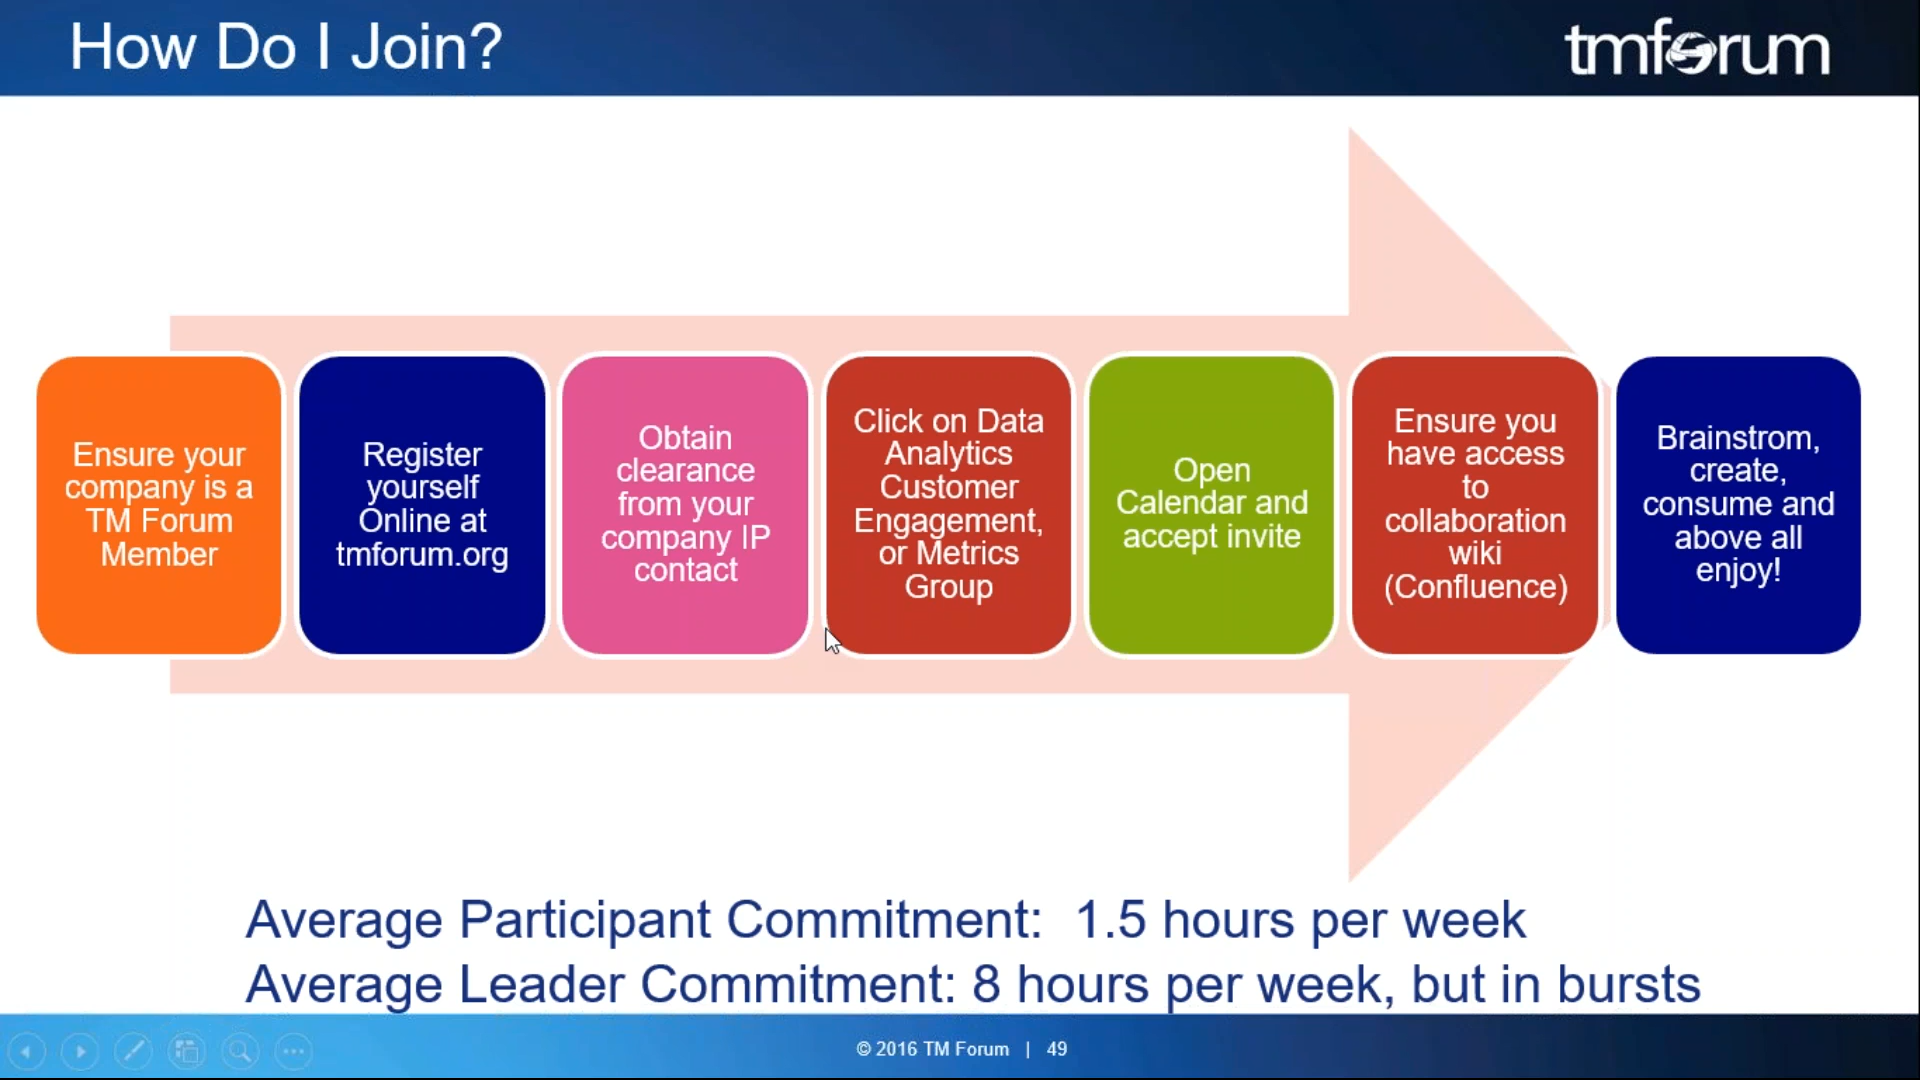 How Do I Join?
tmforum
Ensure your
company is a
TM Forum
Member
Register
yourself
Online at
tmforum.org
Obtain
clearance
from your
company IP
contact
Click on Data
Analytics
Customer
Engagement,
or Metrics
Group
Open
Calendar and
accept invite
Ensure you
have access
to
collaboration
wiki
(Confluence)
Brainstrom,
create,
consume and
above all
enjoy!
Average Participant Commitment: 1.5 hours per week
Average Leader Commitment: 8 hours per week, but in bursts
© 2016 TM Forum | 49